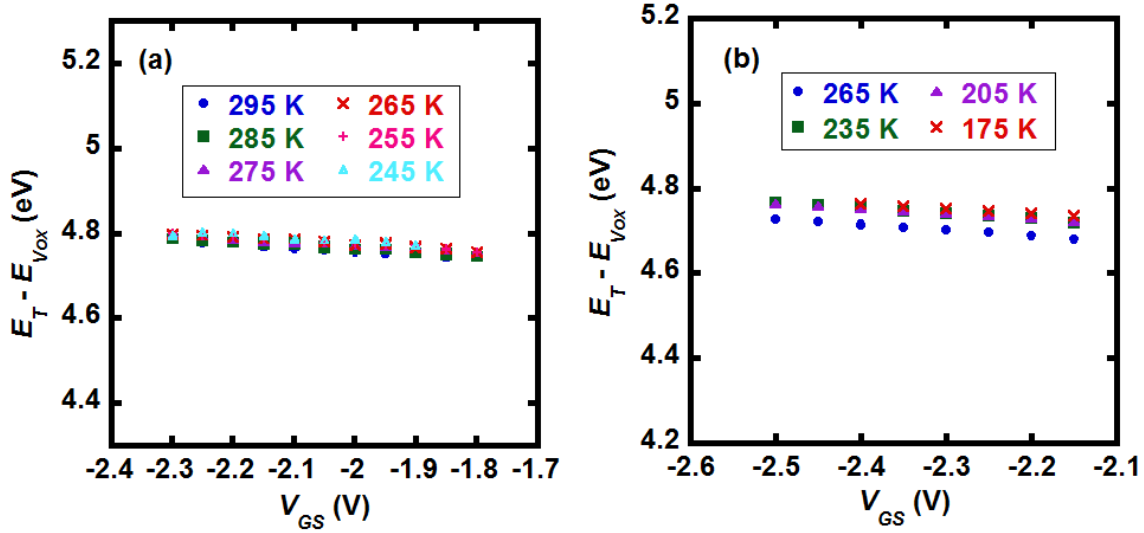 (a)
295 K 265 K
285 K 255 K
275 K 245 K
5.2
5
4.8
4.6
4.4
E_T - E_Vox (eV)
-2.4 -2.3 -2.2 -2.1 -2 -1.9 -1.8 -1.7
V_GS (V)
(b)
265 K 205 K
235 K 175 K
5.2
5
4.8
4.6
4.4
4.2
E_T - E_Vox (eV)
-2.6 -2.5 -2.4 -2.3 -2.2 -2.1
V_GS (V)